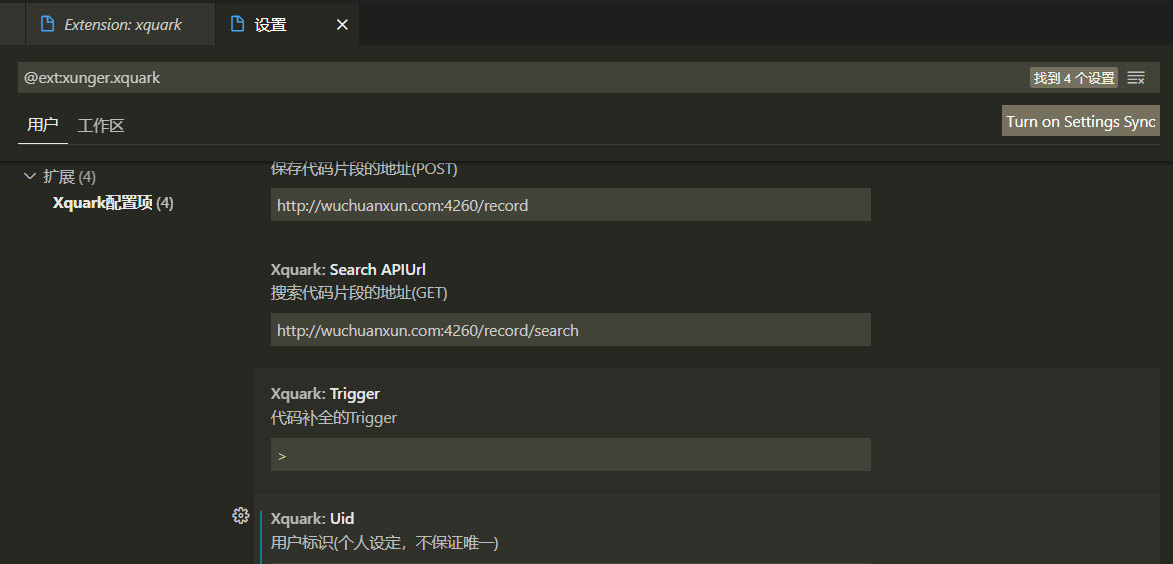 Extension: xquark
设置
@ext:xunger.xquark
找到 4 个设置
用户
工作区
Turn on Settings Sync
扩展 (4)
Xquark配置项 (4)
保存代码片段的地址(POST)
http://wuchuanxun.com:4260/record
Xquark: Search APIUrl
搜索代码片段的地址(GET)
http://wuchuanxun.com:4260/record/search
Xquark: Trigger
代码补全的Trigger
>
Xquark: Uid
用户标识(个人设定，不保证唯一)